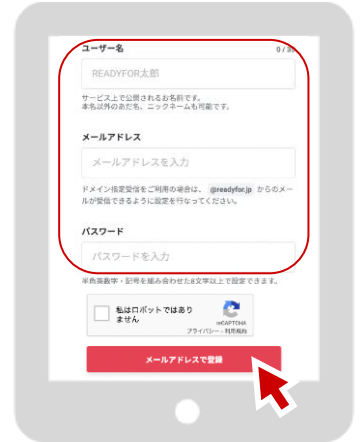 ユーザー名
0 / 35
READYFOR太郎
サービス上で公開されるお名前です。
本名以外のあだ名、ニックネームも可能です。
メールアドレス
メールアドレスを入力
ドメイン指定受信をご利用の場合は、 @readyfor.jp からのメー
ルが受信できるように設定を行なってください。
パスワード
パスワードを入力
半角英数字・記号を組み合わせた8文字以上で設定できます。
私はロボットではあり
ません
reCAPTCHA
プライバシー - 利用規約
メールアドレスで登録